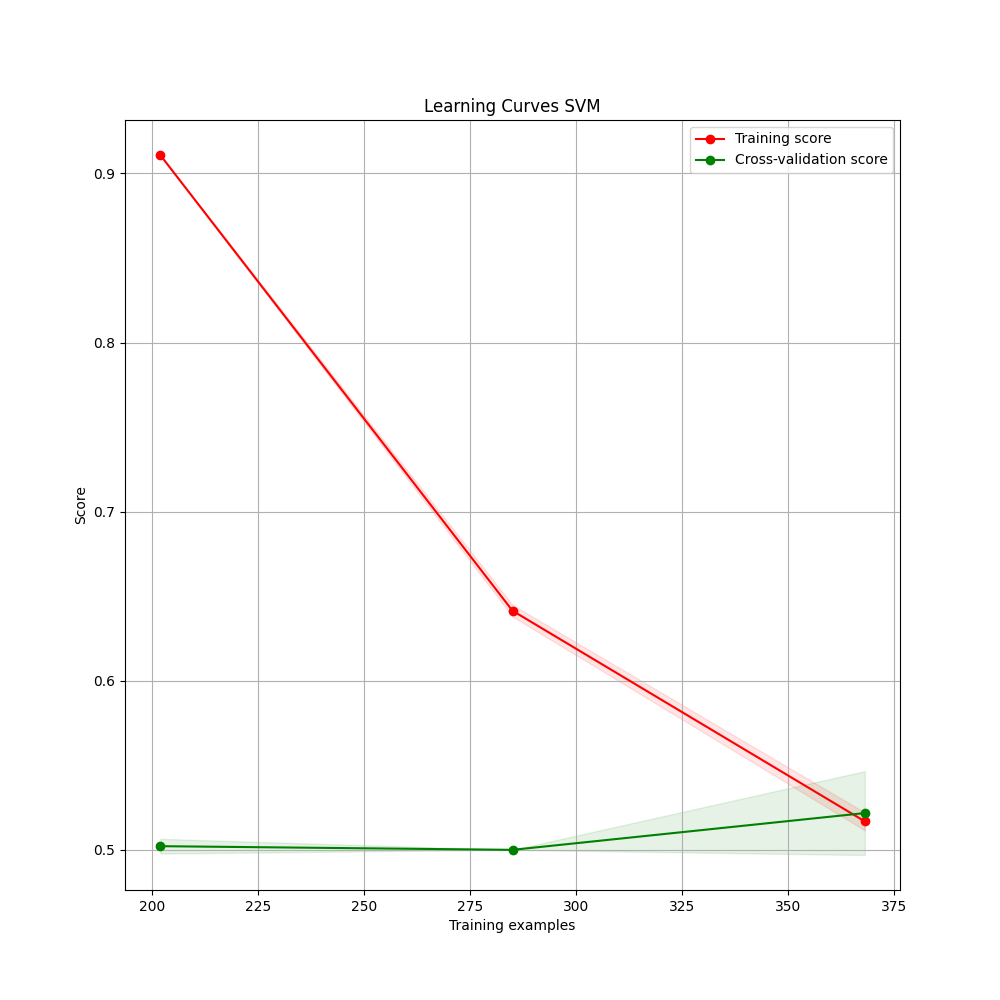 Learning Curves SVM
Training score
Cross-validation score
0.9
0.8
0.7
0.6
0.5
Score
200 225 250 275 300 325 350 375
Training examples